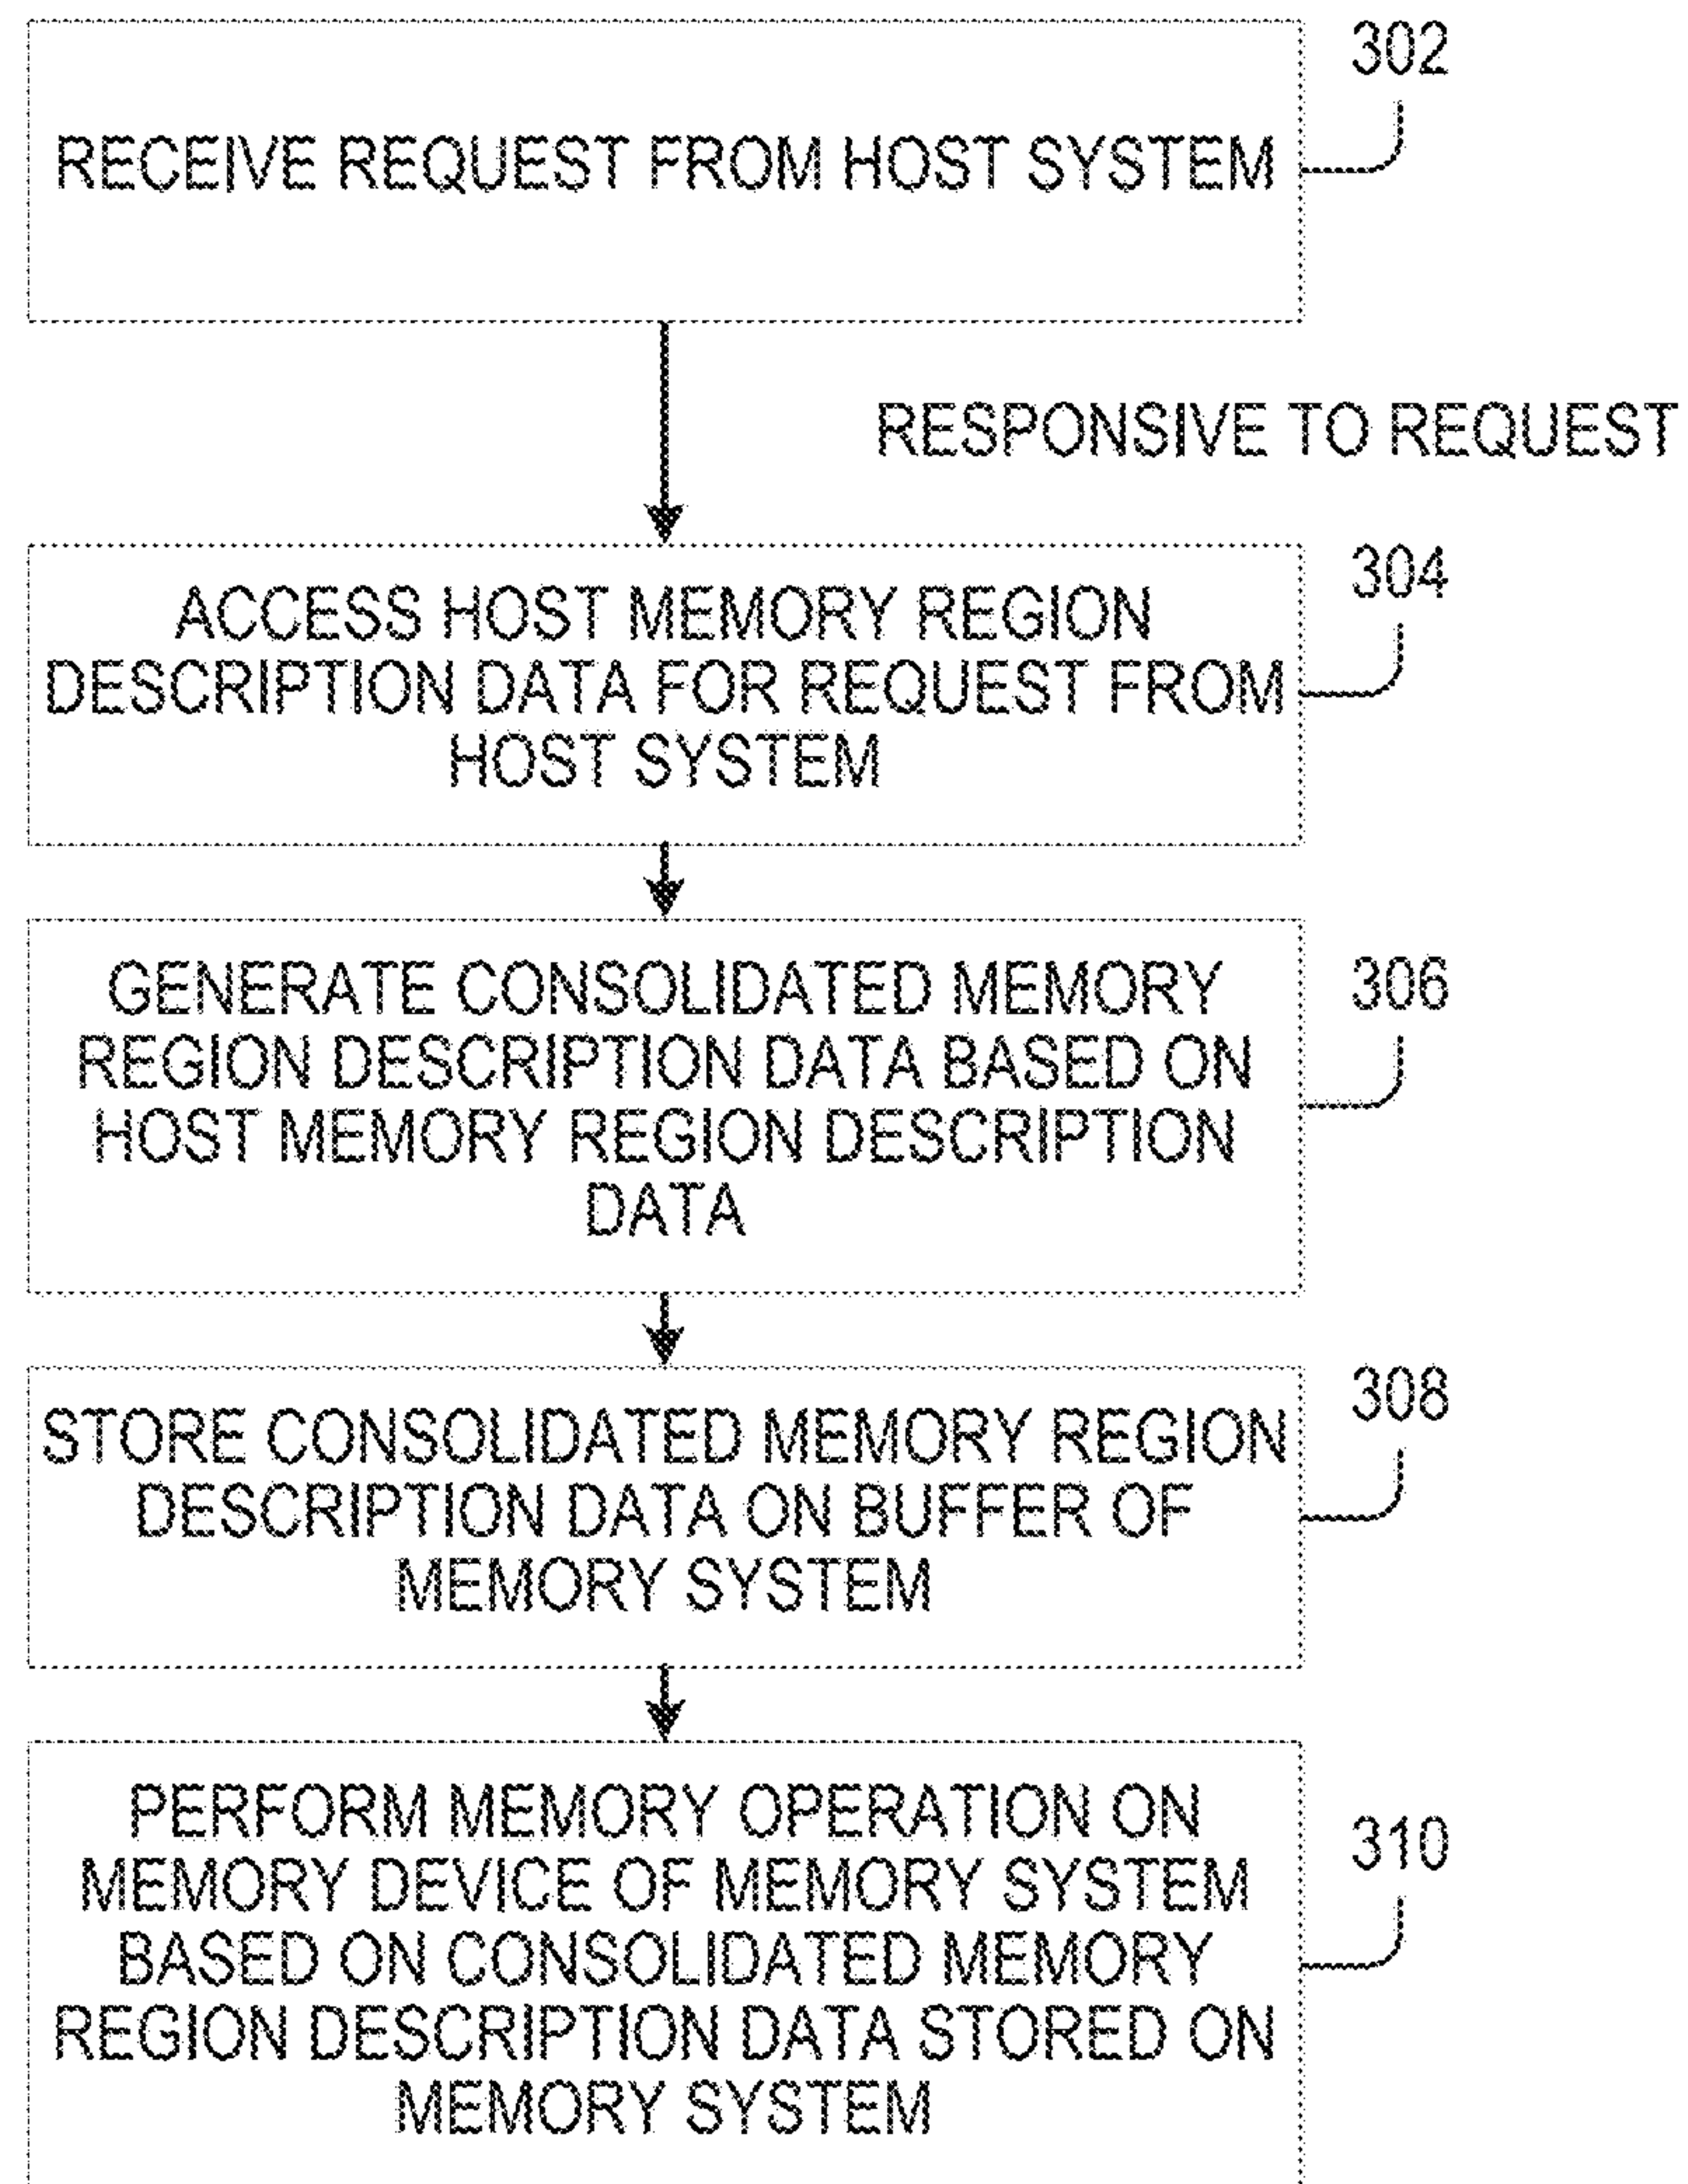 302
RECEIVE REQUEST FROM HOST SYSTEM
RESPONSIVE TO REQUEST
304
ACCESS HOST MEMORY REGION
DESCRIPTION DATA FOR REQUEST FROM
HOST SYSTEM
306
GENERATE CONSOLIDATED MEMORY
REGION DESCRIPTION DATA BASED ON
HOST MEMORY REGION DESCRIPTION
DATA
308
STORE CONSOLIDATED MEMORY REGION
DESCRIPTION DATA ON BUFFER OF
MEMORY SYSTEM
310
PERFORM MEMORY OPERATION ON
MEMORY DEVICE OF MEMORY SYSTEM
BASED ON CONSOLIDATED MEMORY
REGION DESCRIPTION DATA STORED ON
MEMORY SYSTEM